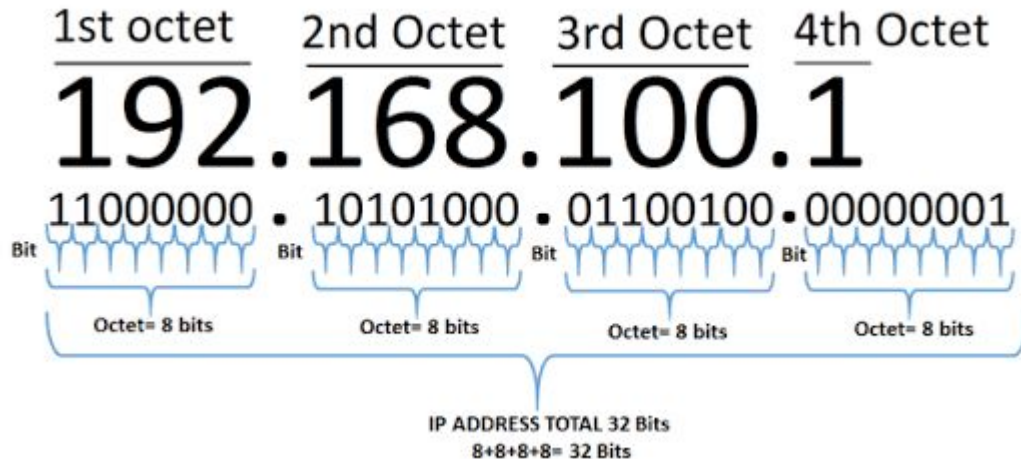 1st octet 2nd Octet 3rd Octet 4th Octet
192.168.100.1
11000000 . 10101000 . 01100100 . 00000001
Bit Bit Bit Bit
Octet= 8 bits Octet= 8 bits Octet= 8 bits Octet= 8 bits
IP ADDRESS TOTAL 32 Bits
8+8+8+8= 32 Bits